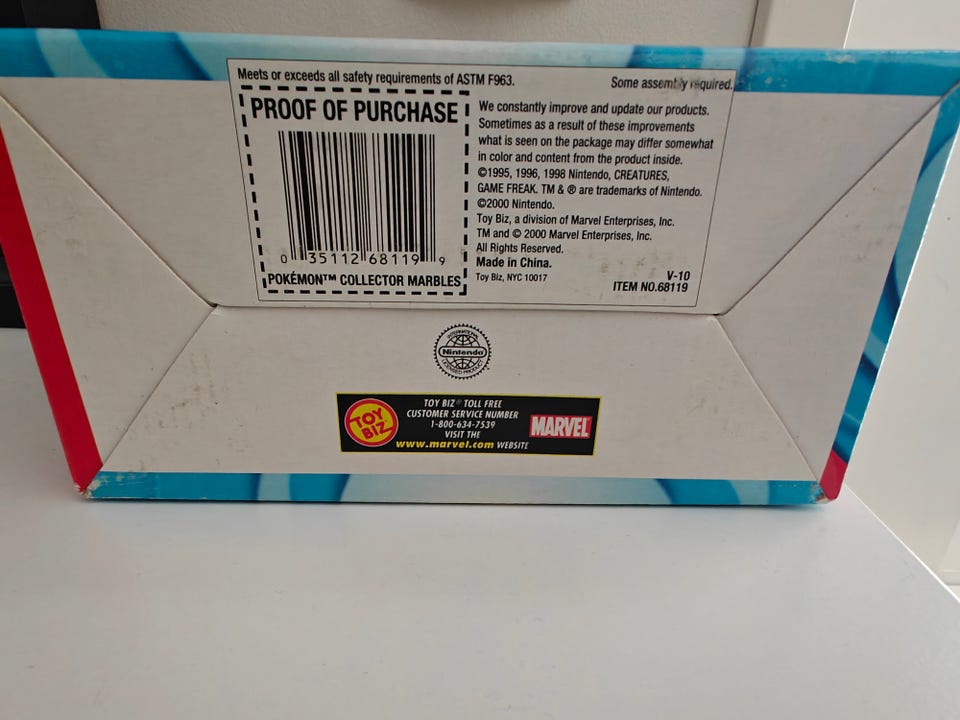 Meets or exceeds all safety requirements of ASTM F963.
Some assembly required.
PROOF OF PURCHASE
0 35112 68119 9
POKÉMON™ COLLECTOR MARBLES
We constantly improve and update our products.
Sometimes as a result of these improvements
what is seen on the package may differ somewhat
in color and content from the product inside.
©1995, 1996, 1998 Nintendo, CREATURES,
GAME FREAK. TM & ® are trademarks of Nintendo.
©2000 Nintendo.
Toy Biz, a division of Marvel Enterprises, Inc.
TM and © 2000 Marvel Enterprises, Inc.
All Rights Reserved.
Made in China.
Toy Biz, NYC 10017
V-10
ITEM NO.68119
INTERNATIONAL
Nintendo
LICENSED PRODUCT
TOY BIZ
TOY BIZ® TOLL FREE
CUSTOMER SERVICE NUMBER
1-800-634-7539
VISIT THE
www.marvel.com WEBSITE
MARVEL